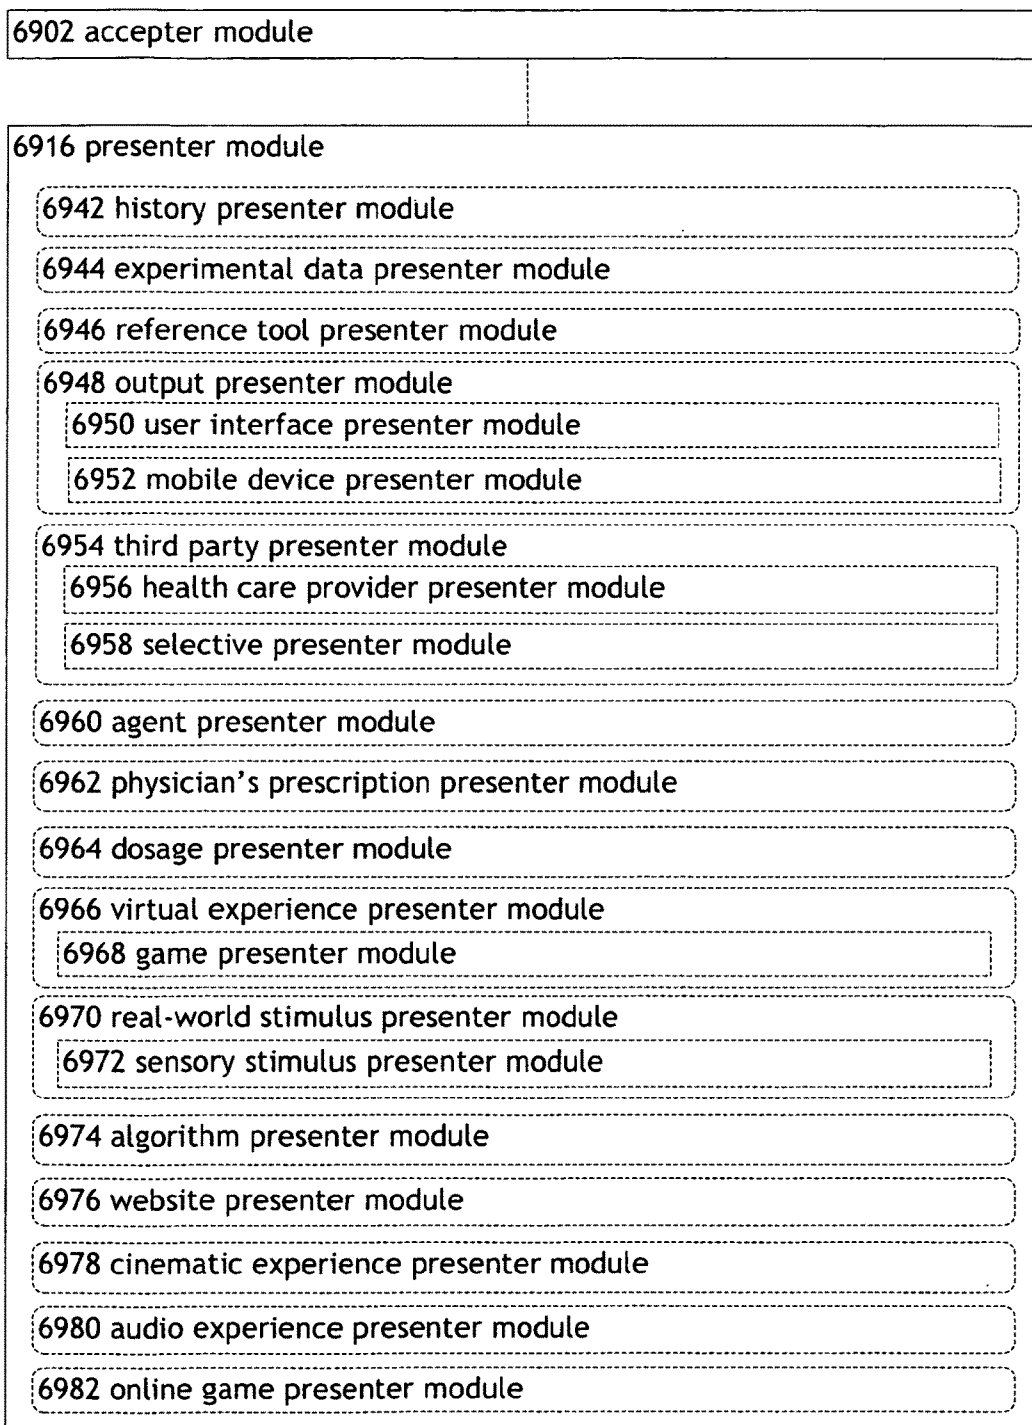 6902 accepter module
6916 presenter module
6942 history presenter module
6944 experimental data presenter module
6946 reference tool presenter module
6948 output presenter module
6950 user interface presenter module
6952 mobile device presenter module
6954 third party presenter module
6956 health care provider presenter module
6958 selective presenter module
6960 agent presenter module
6962 physician's prescription presenter module
6964 dosage presenter module
6966 virtual experience presenter module
6968 game presenter module
6970 real-world stimulus presenter module
6972 sensory stimulus presenter module
6974 algorithm presenter module
6976 website presenter module
6978 cinematic experience presenter module
6980 audio experience presenter module
6982 online game presenter module